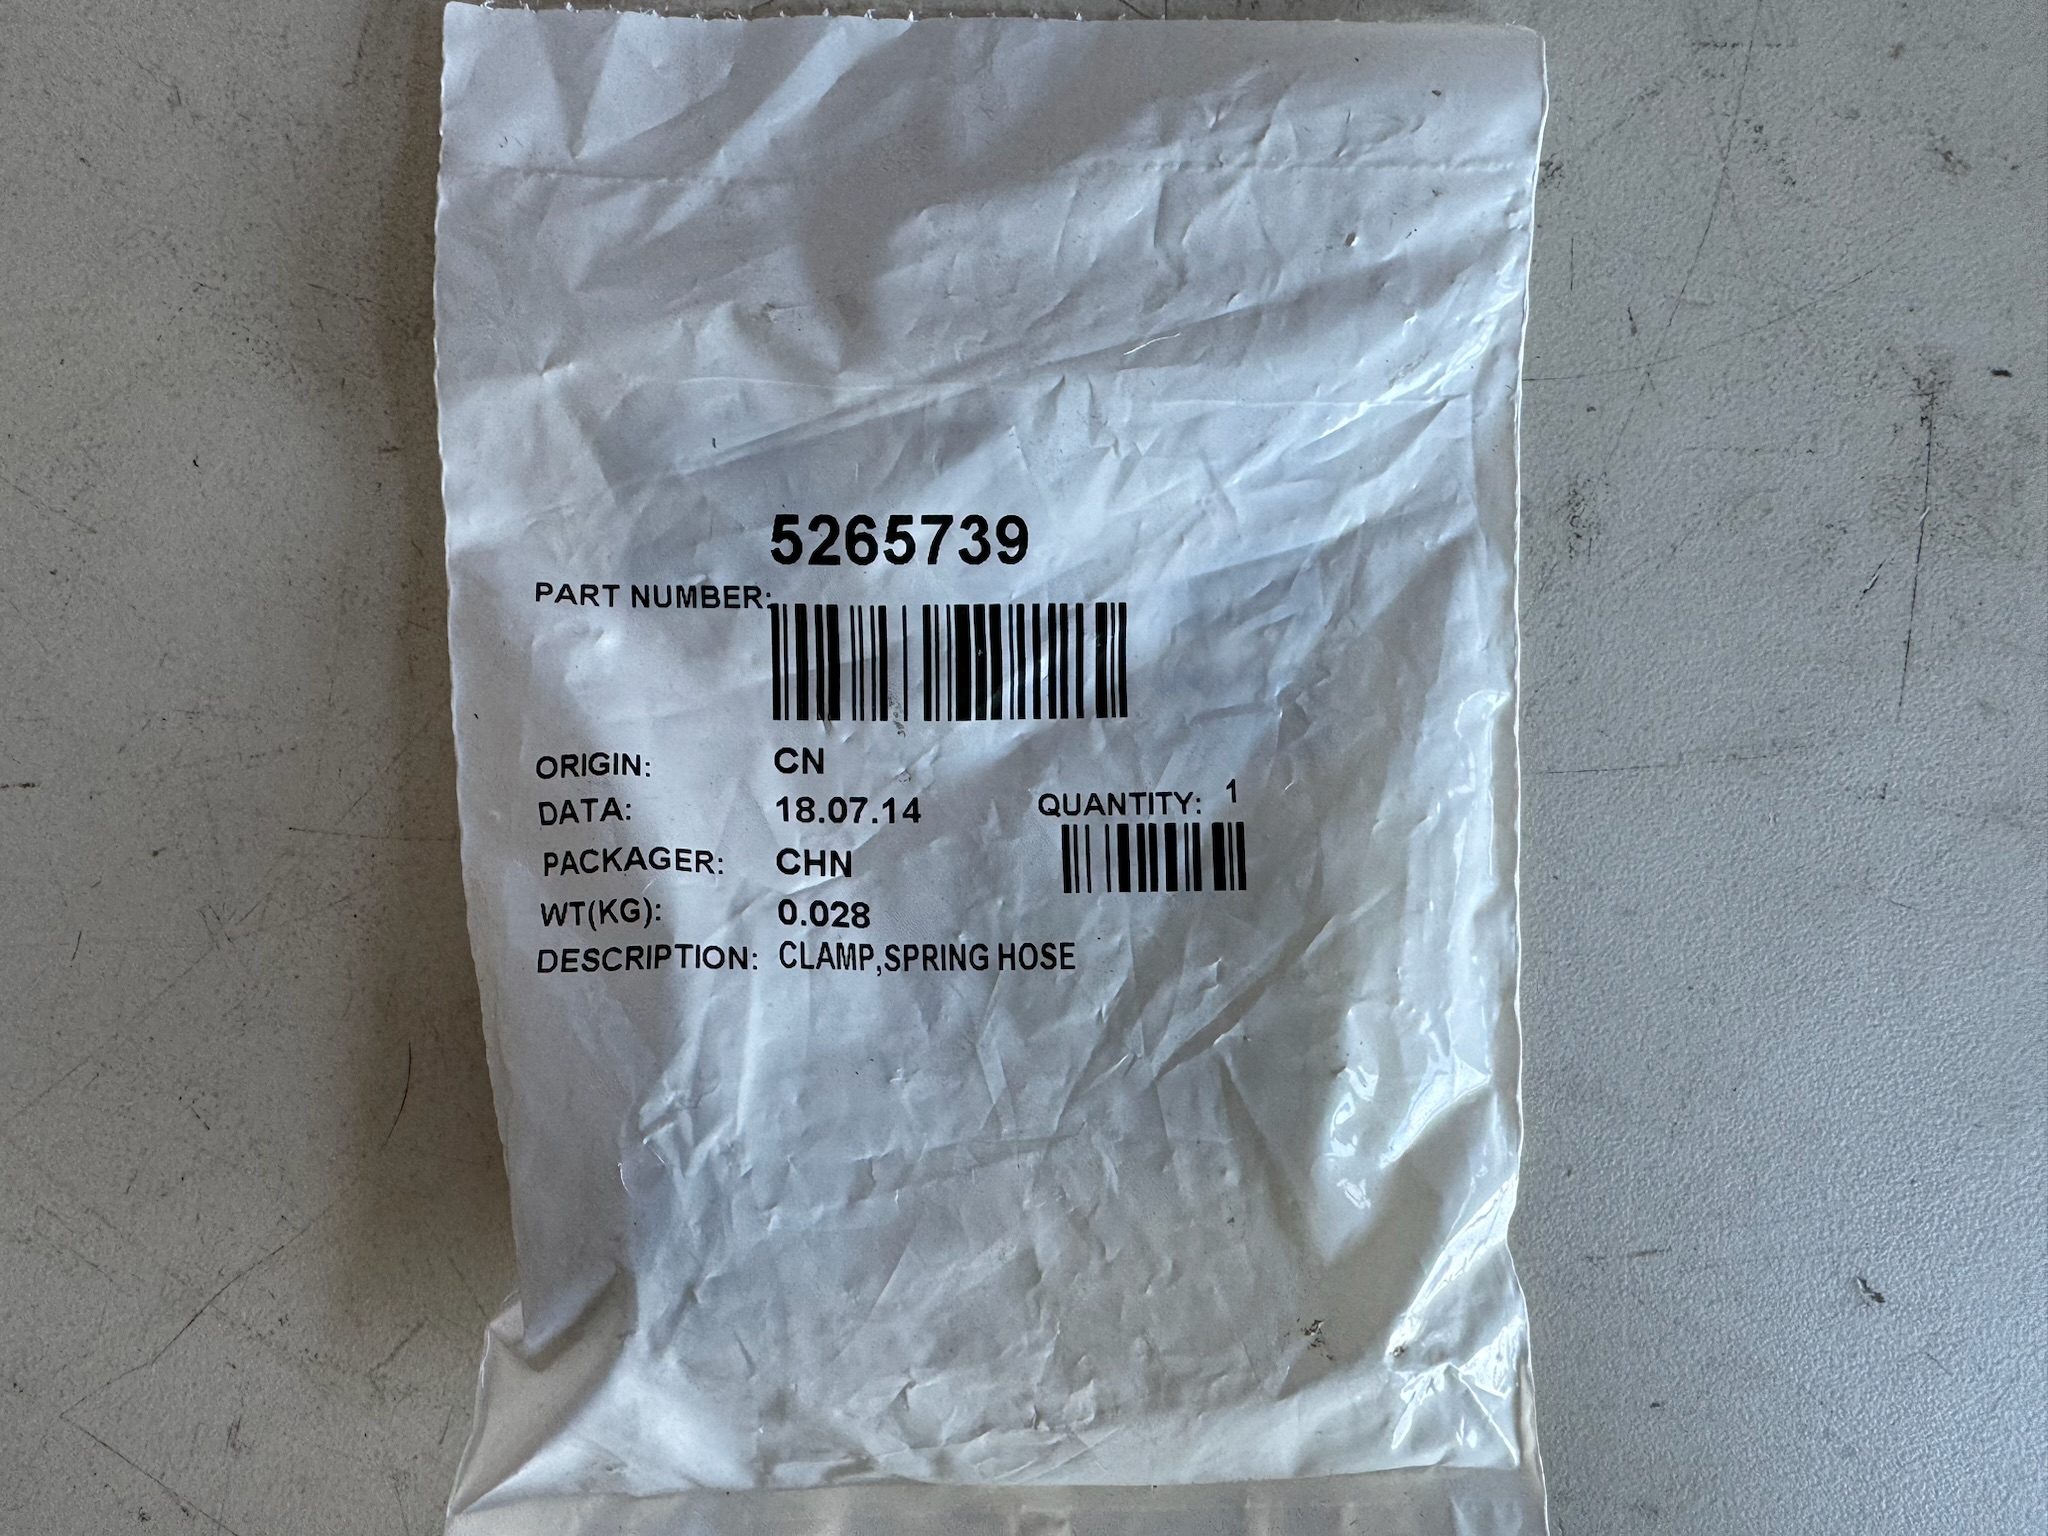 5265739
PART NUMBER:
ORIGIN: CN
DATA: 18.07.14
QUANTITY: 1
PACKAGER: CHN
WT(KG): 0.028
DESCRIPTION: CLAMP,SPRING HOSE